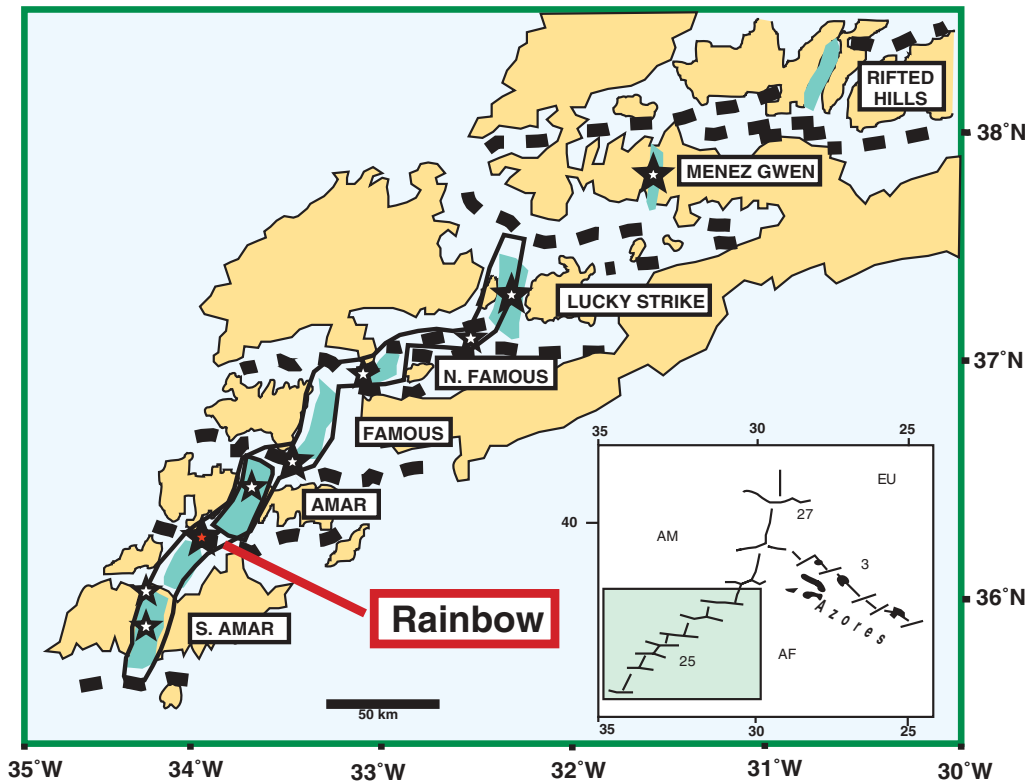 RIFTED
HILLS
38˚N
MENEZ GWEN
LUCKY STRIKE
37˚N
N. FAMOUS
FAMOUS
AMAR
Rainbow
S. AMAR
36˚N
50 km
35
30
25
EU
27
40
AM
3
Azores
AF
25
35
30
25
35˚W
34˚W
33˚W
32˚W
31˚W
30˚W